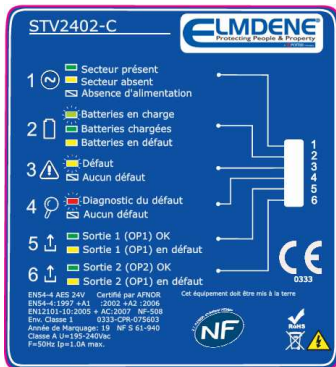 STV2402-C
ELMDENE
Protecting People & Property
1
Secteur présent
Secteur absent
Absence d'alimentation
2
Batteries en charge
Batteries chargées
Batteries en défaut
3
Défaut
Aucun défaut
4
Diagnostic du défaut
Aucun défaut
5
Sortie 1 (OP1) OK
Sortie 1 (OP1) en défaut
6
Sortie 2 (OP2) OK
Sortie 2 (OP1) en défaut
1
2
3
4
5
6
CE
0333
EN54-4 AES 24V Certifié par AFNOR
EN54-4:1997 +A1 :2002 +A2 :2006
EN12101-10:2005 + AC:2007 NF-508
Env. Classe 1 0333-CPR-075603
Année de Marquage: 19 NF S 61-940
Classe A U=195-240Vac
F=50Hz Ip=1.0A max.
Cet équipement doit être mis à la terre
NF
RoHS